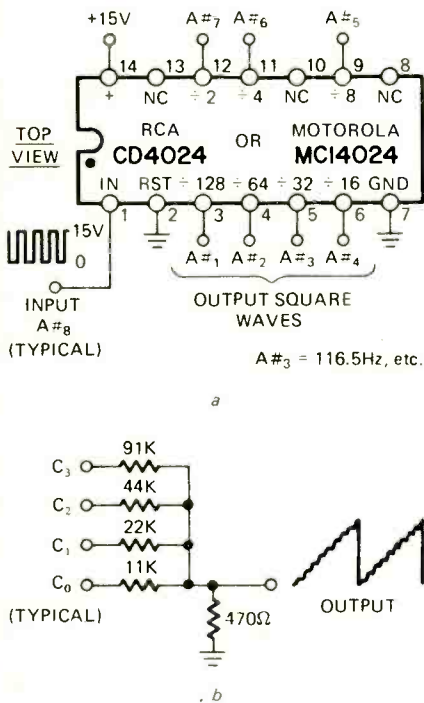 +15V A#7 A#6 A#5
14 13 12 11 10 9 8
+ NC ÷2 ÷4 NC ÷8 NC
TOP
VIEW
RCA OR MOTOROLA
CD4024 MC14024
IN RST ÷128 ÷64 ÷32 ÷16 GND
1 2 3 4 5 6 7
15V
0
A#1 A#2 A#3 A#4
INPUT
A#8
(TYPICAL)
OUTPUT SQUARE
WAVES
A#3 = 116.5Hz, etc.
a
91K
C3
44K
C2
22K
C1
11K
C0
(TYPICAL)
470Ω
OUTPUT
b